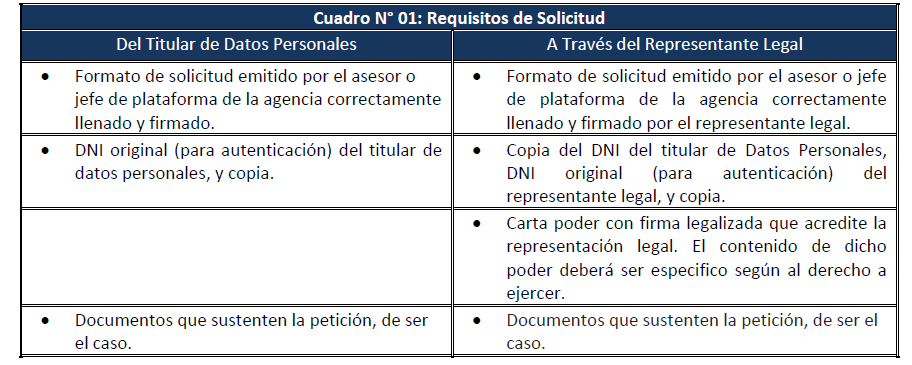 Cuadro N° 01: Requisitos de Solicitud
Del Titular de Datos Personales
A Través del Representante Legal
• Formato de solicitud emitido por el asesor o
jefe de plataforma de la agencia correctamente
llenado y firmado.
• Formato de solicitud emitido por el asesor o jefe
de plataforma de la agencia correctamente
llenado y firmado por el representante legal.
• DNI original (para autenticación) del titular de
datos personales, y copia.
• Copia del DNI del titular de Datos Personales,
DNI original (para autenticación) del
representante legal, y copia.
• Carta poder con firma legalizada que acredite la
representación legal. El contenido de dicho
poder deberá ser especifico según al derecho a
ejercer.
• Documentos que sustenten la petición, de ser
el caso.
• Documentos que sustenten la petición, de ser el
caso.